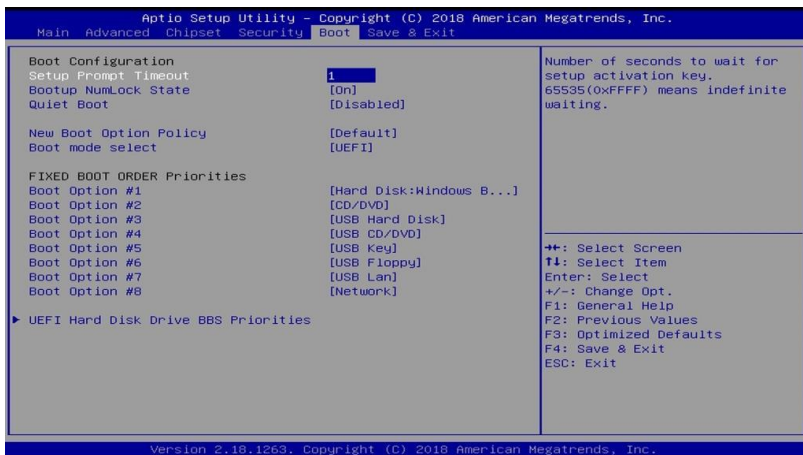 Aptio Setup Utility – Copyright (C) 2018 American Megatrends, Inc.
Main Advanced Chipset Security Boot Save & Exit
Boot Configuration
Setup Prompt Timeout 1
Bootup NumLock State [On]
Quiet Boot [Disabled]
New Boot Option Policy [Default]
Boot mode select [UEFI]
FIXED BOOT ORDER Priorities
Boot Option #1 [Hard Disk:Windows B...]
Boot Option #2 [CD/DVD]
Boot Option #3 [USB Hard Disk]
Boot Option #4 [USB CD/DVD]
Boot Option #5 [USB Key]
Boot Option #6 [USB Floppy]
Boot Option #7 [USB Lan]
Boot Option #8 [Network]
▶ UEFI Hard Disk Drive BBS Priorities
Number of seconds to wait for
setup activation key.
65535(0xFFFF) means indefinite
waiting.
→←: Select Screen
↑↓: Select Item
Enter: Select
+/-: Change Opt.
F1: General Help
F2: Previous Values
F3: Optimized Defaults
F4: Save & Exit
ESC: Exit
Version 2.18.1263. Copyright (C) 2018 American Megatrends, Inc.